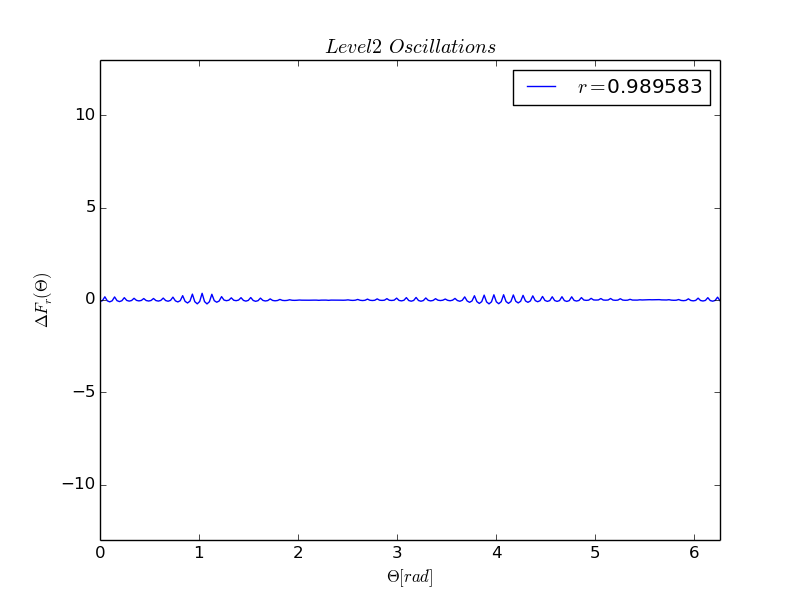 Level2 Oscillations
r=0.989583
10
5
0
−5
−10
ΔF_r(Θ)
0 1 2 3 4 5 6
Θ[rad]